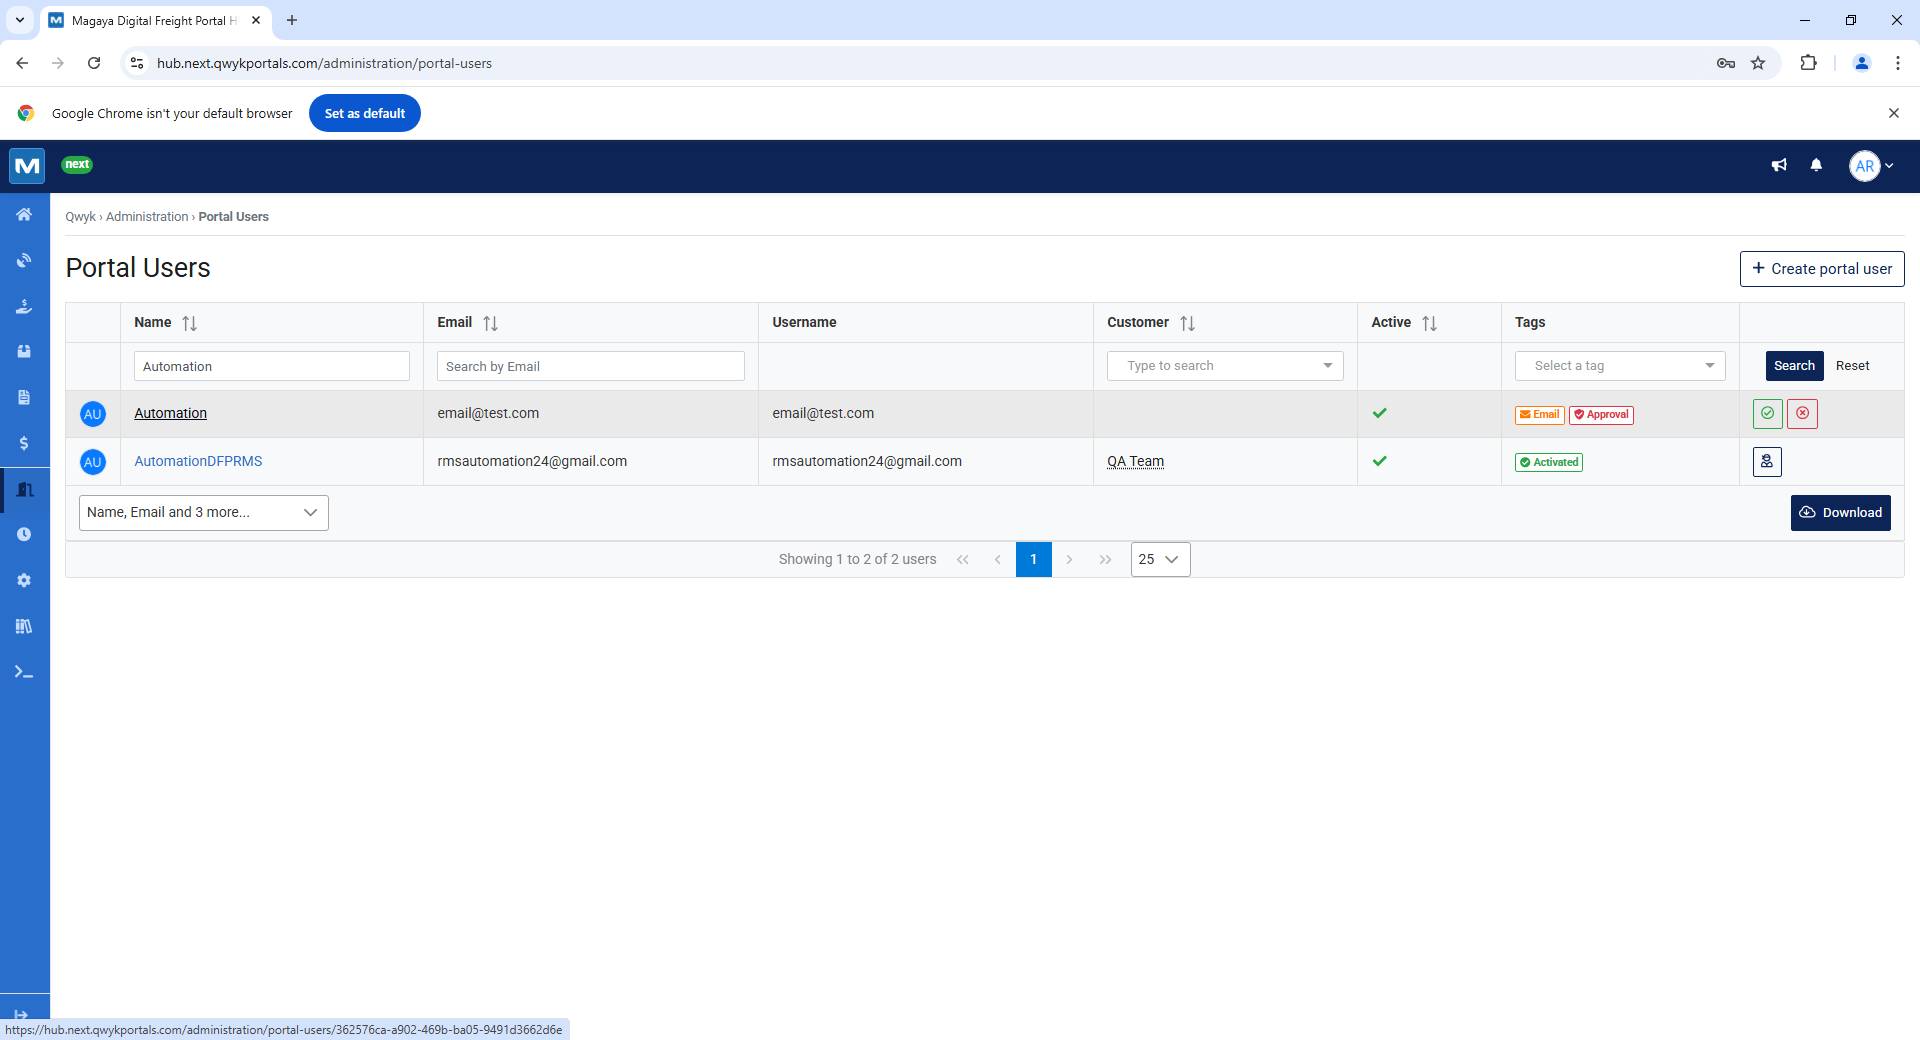 Magaya Digital Freight Portal H
hub.next.qwykportals.com/administration/portal-users
Google Chrome isn't your default browser
Set as default
M
next
AR
Qwyk › Administration › Portal Users
Portal Users
+ Create portal user
Name Email Username Customer Active Tags
Automation Search by Email Type to search Select a tag Search Reset
AU Automation email@test.com email@test.com Email Approval
AU AutomationDFPRMS rmsautomation24@gmail.com rmsautomation24@gmail.com QA Team Activated
Name, Email and 3 more... Download
Showing 1 to 2 of 2 users « ‹ 1 › » 25
https://hub.next.qwykportals.com/administration/portal-users/362576ca-a902-469b-ba05-9491d3662d6e